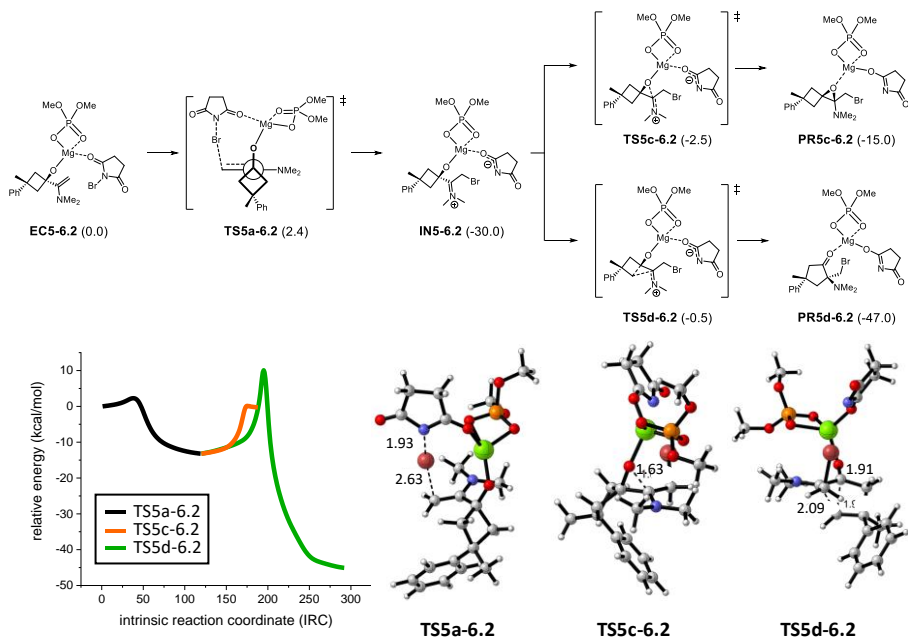 MeO OMe
P
O O
Mg
O O
Ph
NMe2
N
Br
O
EC5-6.2 (0.0)
‡
O N O
Br
Mg
O=P OMe
O OMe
O
NMe2
Ph
TS5a-6.2 (2.4)
MeO OMe
P
O O
Mg
O O
⊖
Br
Ph
N
⊕
N
O
IN5-6.2 (-30.0)
‡
MeO OMe
P
O O
Mg
O O
⊖
Br
Ph
N
⊕
N
O
TS5c-6.2 (-2.5)
MeO OMe
P
O O
Mg
O O
Br
Ph
NMe2
N
O
PR5c-6.2 (-15.0)
‡
MeO OMe
P
O O
Mg
O O
⊖
Br
Ph
N
⊕
N
O
TS5d-6.2 (-0.5)
MeO OMe
P
O O
Mg
O O
Br
Ph
NMe2
N
O
PR5d-6.2 (-47.0)
relative energy (kcal/mol)
10
0
-10
-20
-30
-40
-50
TS5a-6.2
TS5c-6.2
TS5d-6.2
0 50 100 150 200 250 300
intrinsic reaction coordinate (IRC)
1.93
2.63
TS5a-6.2
1.63
TS5c-6.2
1.91
2.09
TS5d-6.2